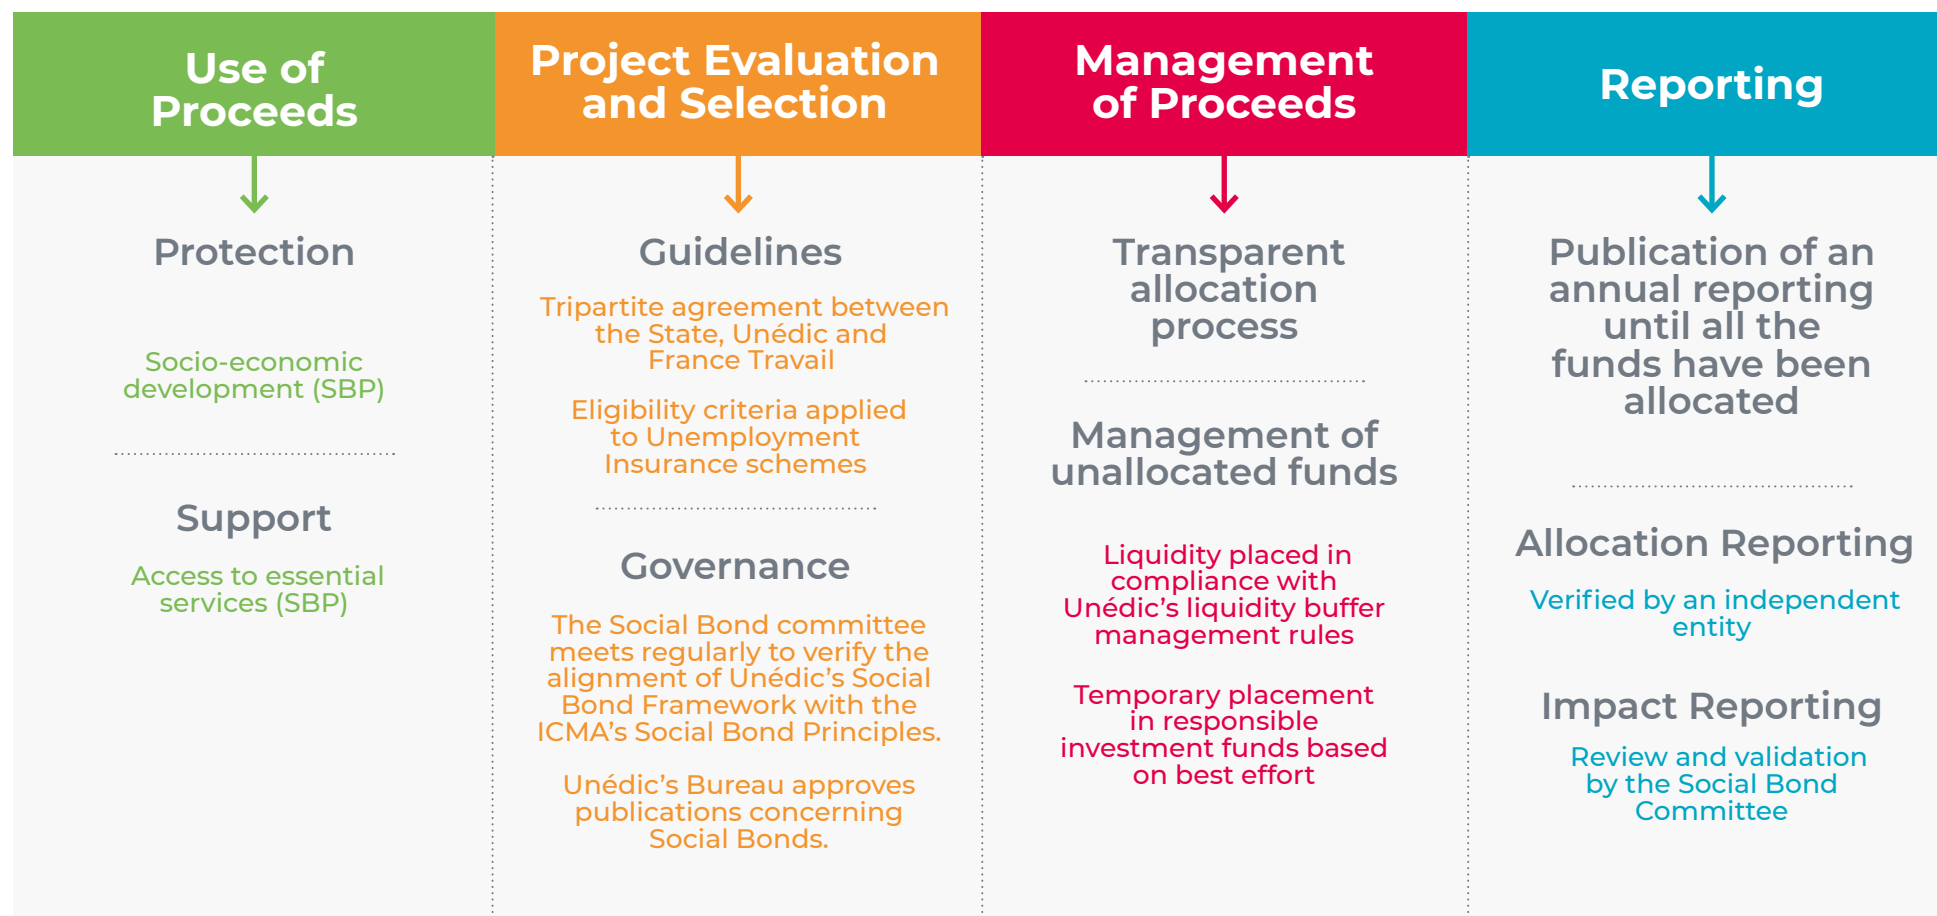 Use of
Proceeds
Protection
Socio-economic
development (SBP)
Support
Access to essential
services (SBP)
Project Evaluation
and Selection
Guidelines
Tripartite agreement between
the State, Unédic and
France Travail
Eligibility criteria applied
to Unemployment
Insurance schemes
Governance
The Social Bond committee
meets regularly to verify the
alignment of Unédic’s Social
Bond Framework with the
ICMA’s Social Bond Principles.
Unédic’s Bureau approves
publications concerning
Social Bonds.
Management
of Proceeds
Transparent
allocation
process
Management of
unallocated funds
Liquidity placed in
compliance with
Unédic’s liquidity buffer
management rules
Temporary placement
in responsible
investment funds based
on best effort
Reporting
Publication of an
annual reporting
until all the
funds have been
allocated
Allocation Reporting
Verified by an independent
entity
Impact Reporting
Review and validation
by the Social Bond
Committee